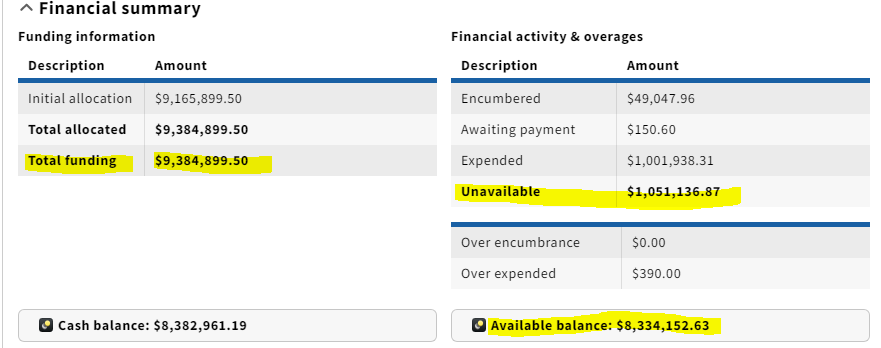 Financial summary
Funding information
Description Amount
Initial allocation $9,165,899.50
Total allocated $9,384,899.50
Total funding $9,384,899.50
Cash balance: $8,382,961.19
Financial activity & overages
Description Amount
Encumbered $49,047.96
Awaiting payment $150.60
Expended $1,001,938.31
Unavailable $1,051,136.87
Over encumbrance $0.00
Over expended $390.00
Available balance: $8,334,152.63